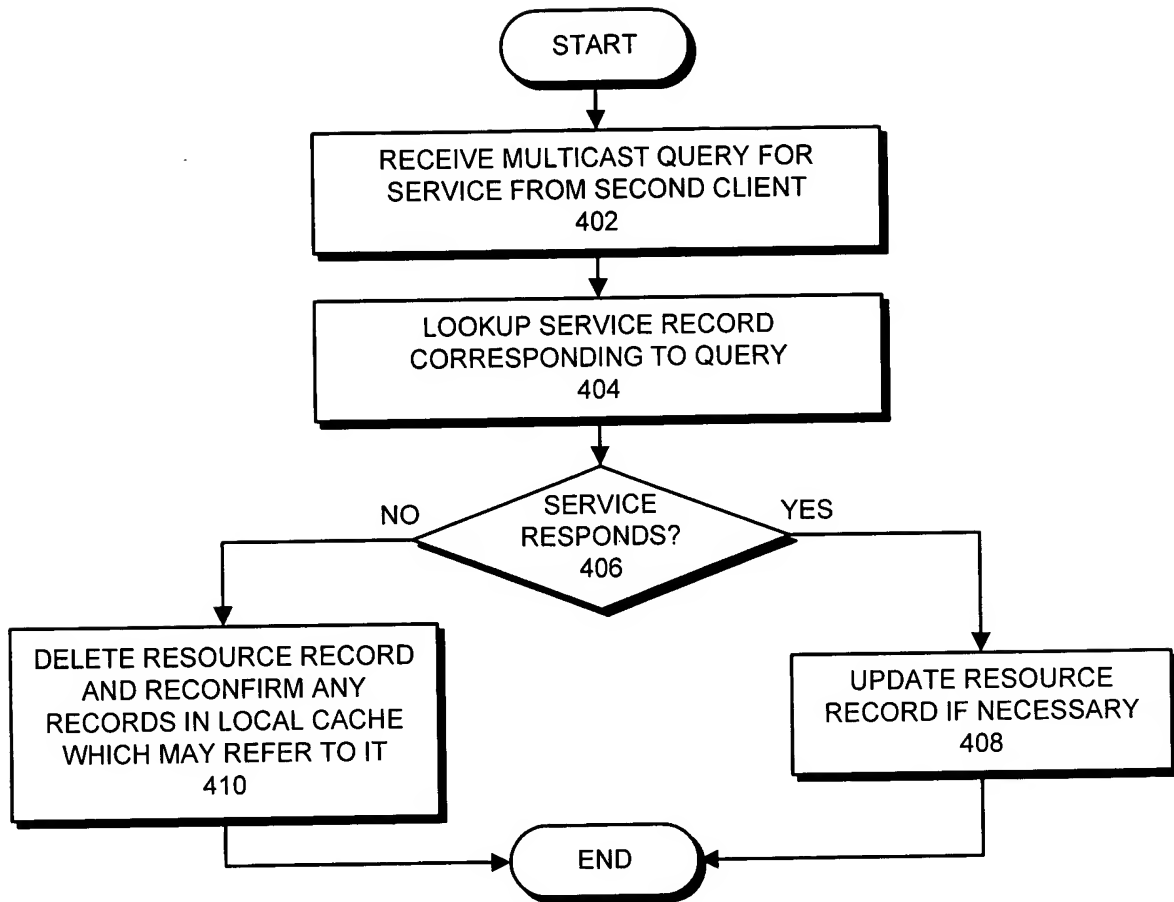 START
RECEIVE MULTICAST QUERY FOR
SERVICE FROM SECOND CLIENT
402
LOOKUP SERVICE RECORD
CORRESPONDING TO QUERY
404
NO
SERVICE
RESPONDS?
406
YES
DELETE RESOURCE RECORD
AND RECONFIRM ANY
RECORDS IN LOCAL CACHE
WHICH MAY REFER TO IT
410
UPDATE RESOURCE
RECORD IF NECESSARY
408
END